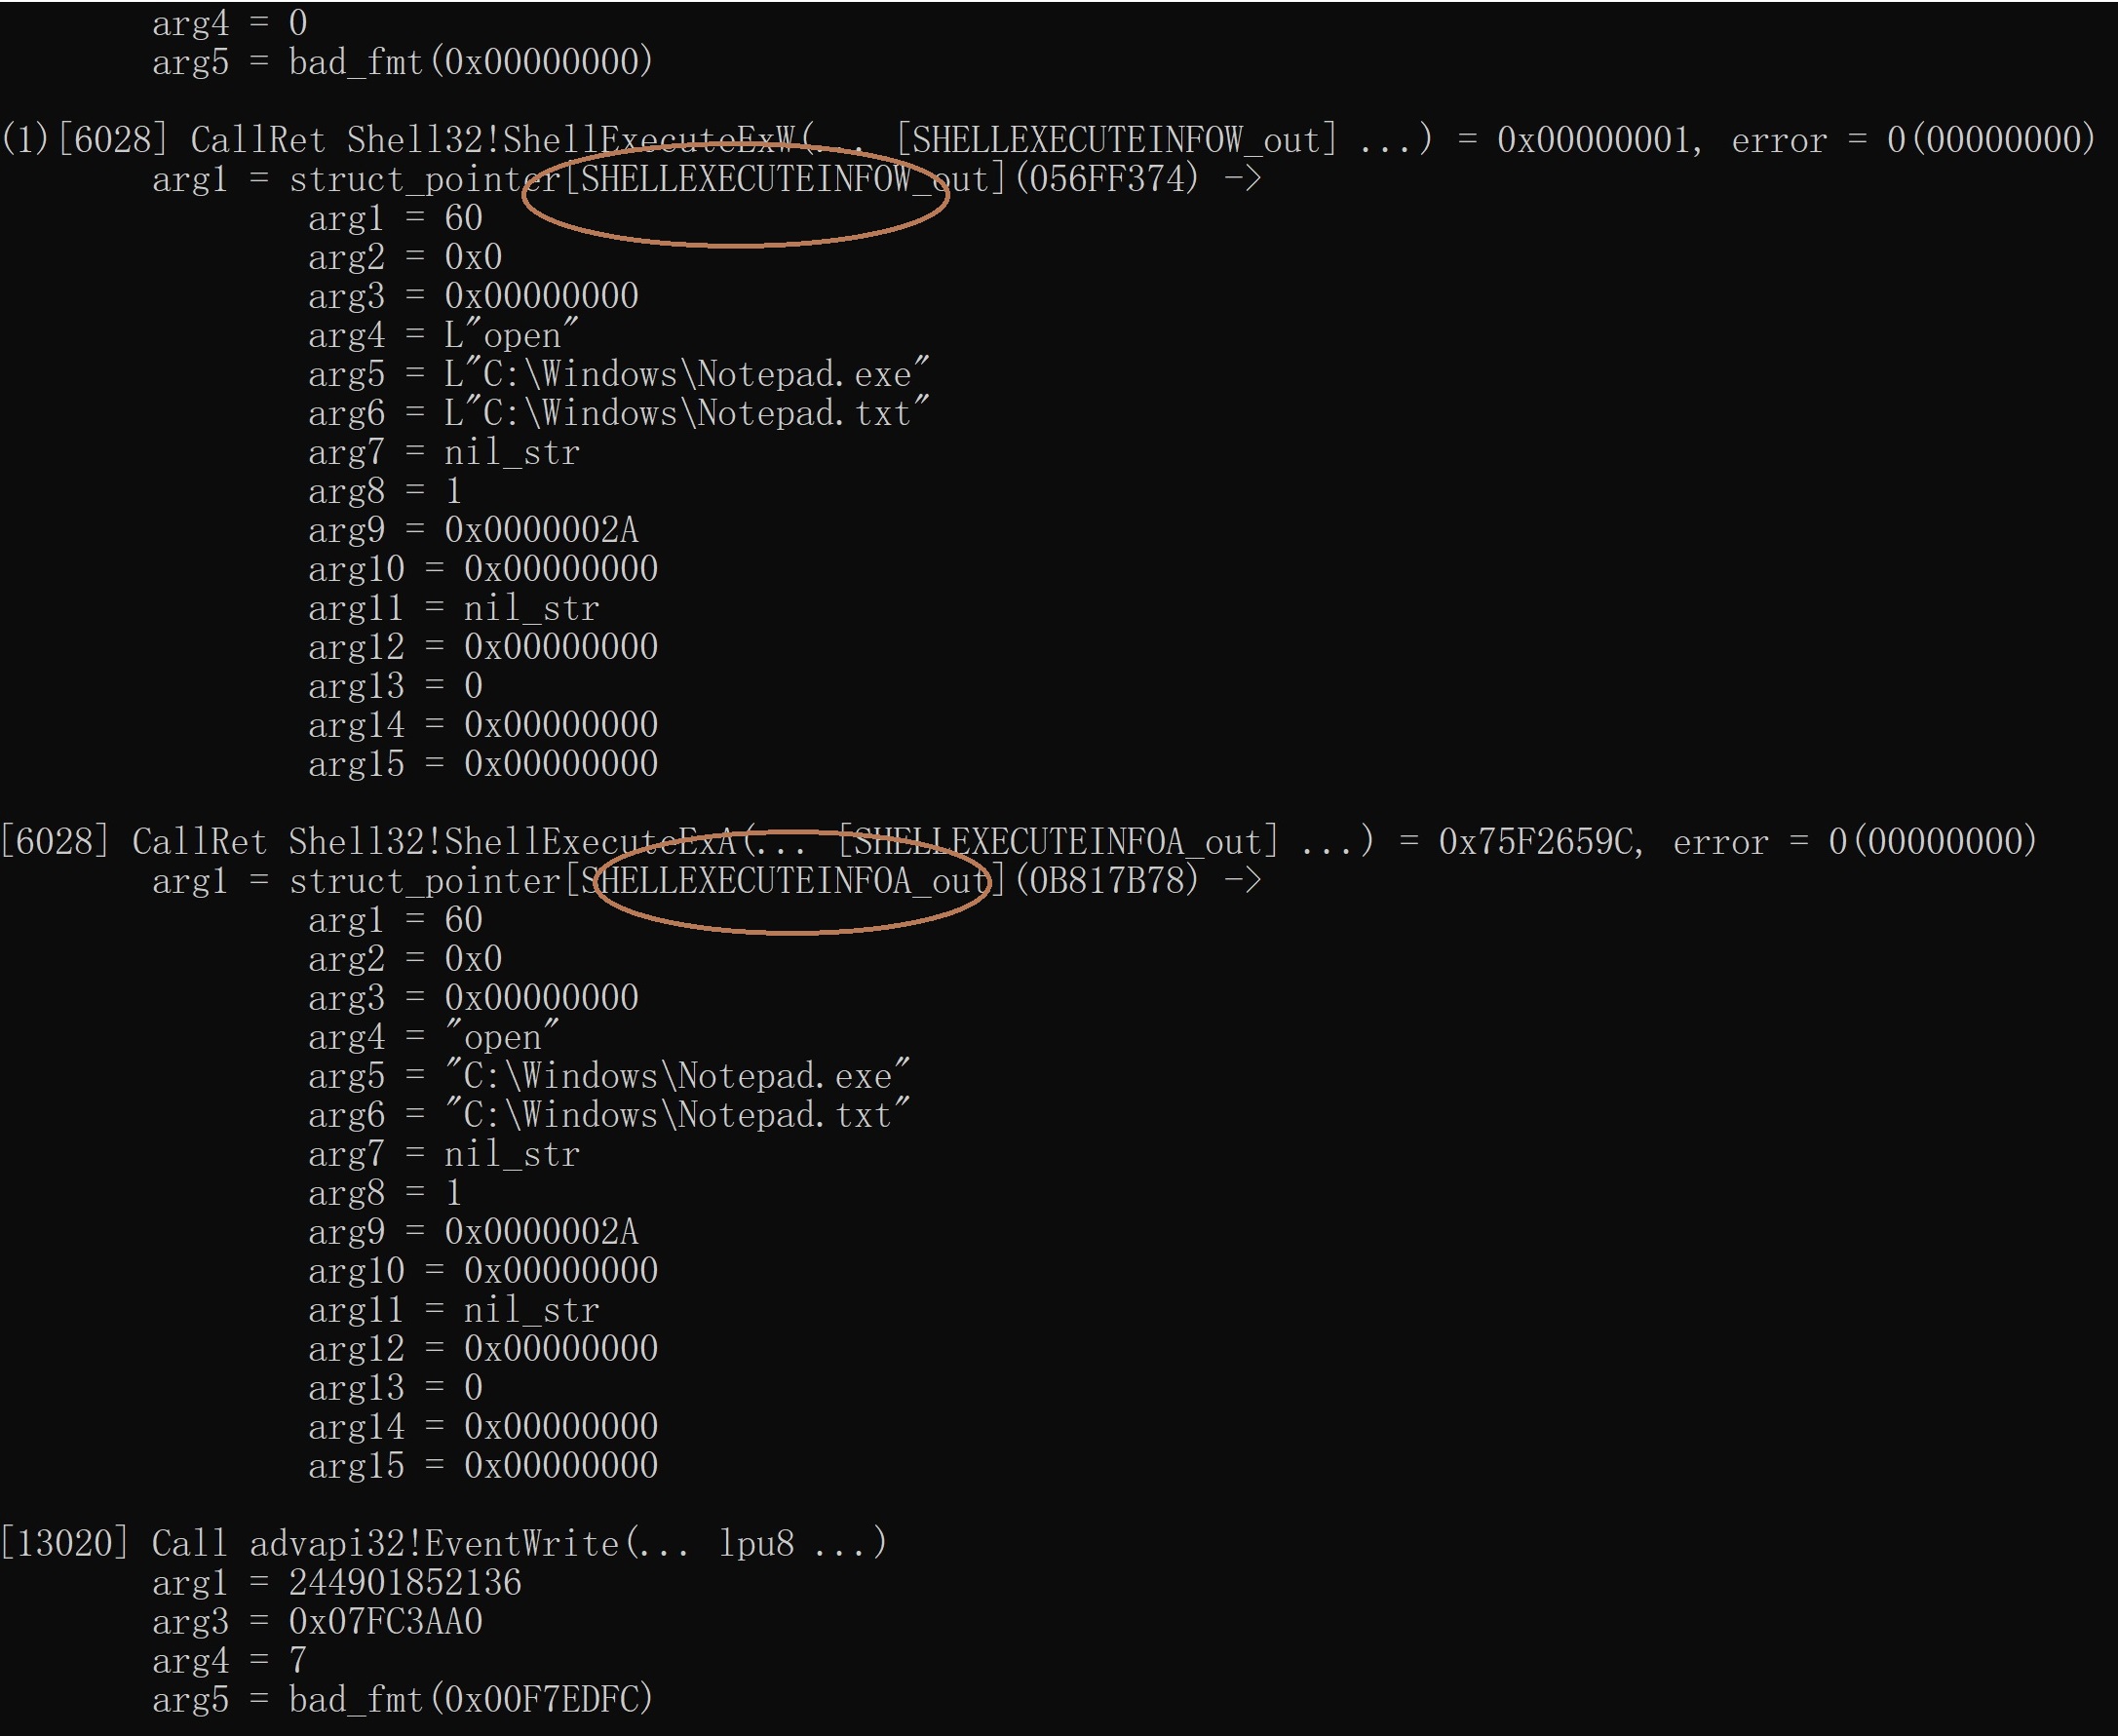 arg4 = 0
arg5 = bad_fmt(0x00000000)
(1)[6028] CallRet Shell32!ShellExecuteExW(... [SHELLEXECUTEINFOW_out] ...) = 0x00000001, error = 0(00000000)
arg1 = struct_pointer[SHELLEXECUTEINFOW_out](056FF374) ->
arg1 = 60
arg2 = 0x0
arg3 = 0x00000000
arg4 = L"open"
arg5 = L"C:\Windows\Notepad.exe"
arg6 = L"C:\Windows\Notepad.txt"
arg7 = nil_str
arg8 = 1
arg9 = 0x0000002A
arg10 = 0x00000000
arg11 = nil_str
arg12 = 0x00000000
arg13 = 0
arg14 = 0x00000000
arg15 = 0x00000000
[6028] CallRet Shell32!ShellExecuteExA(... [SHELLEXECUTEINFOA_out] ...) = 0x75F2659C, error = 0(00000000)
arg1 = struct_pointer[SHELLEXECUTEINFOA_out](0B817B78) ->
arg1 = 60
arg2 = 0x0
arg3 = 0x00000000
arg4 = "open"
arg5 = "C:\Windows\Notepad.exe"
arg6 = "C:\Windows\Notepad.txt"
arg7 = nil_str
arg8 = 1
arg9 = 0x0000002A
arg10 = 0x00000000
arg11 = nil_str
arg12 = 0x00000000
arg13 = 0
arg14 = 0x00000000
arg15 = 0x00000000
[13020] Call advapi32!EventWrite(... lpu8 ...)
arg1 = 244901852136
arg3 = 0x07FC3AA0
arg4 = 7
arg5 = bad_fmt(0x00F7EDFC)